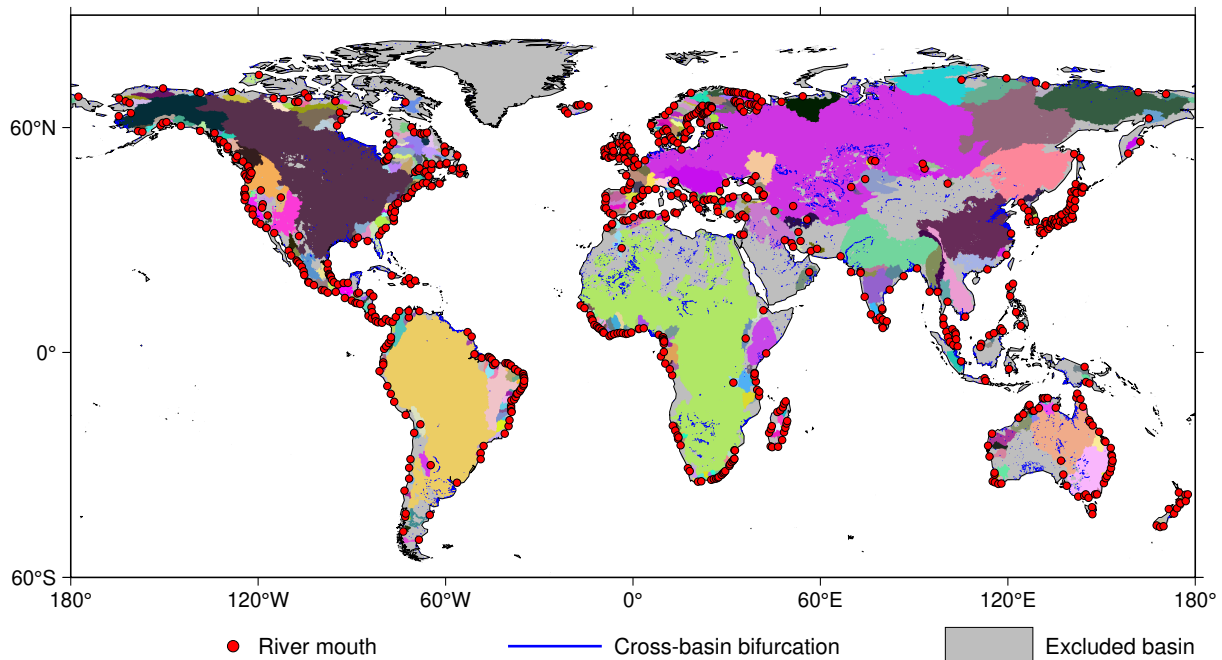 60°N
0°
60°S
180°
120°W
60°W
0°
60°E
120°E
180°
River mouth
Cross-basin bifurcation
Excluded basin